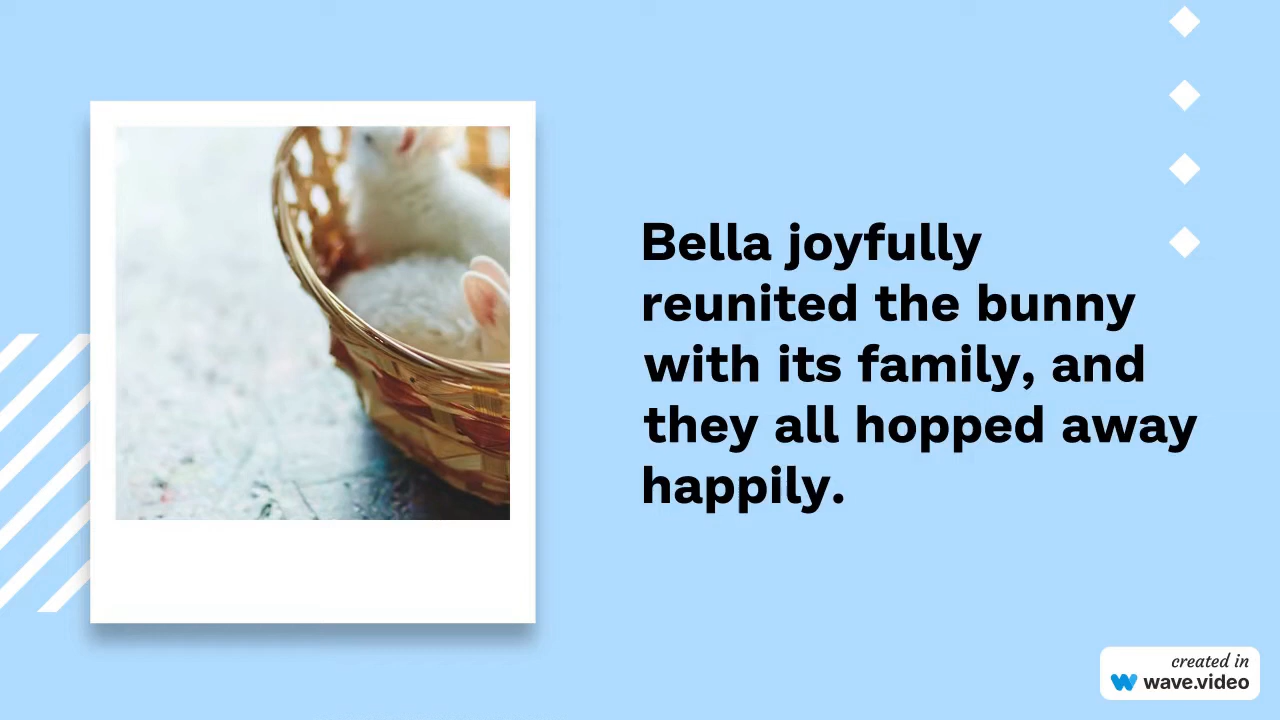 Bella joyfully
reunited the bunny
with its family, and
they all hopped away
happily.
created in
wave.video